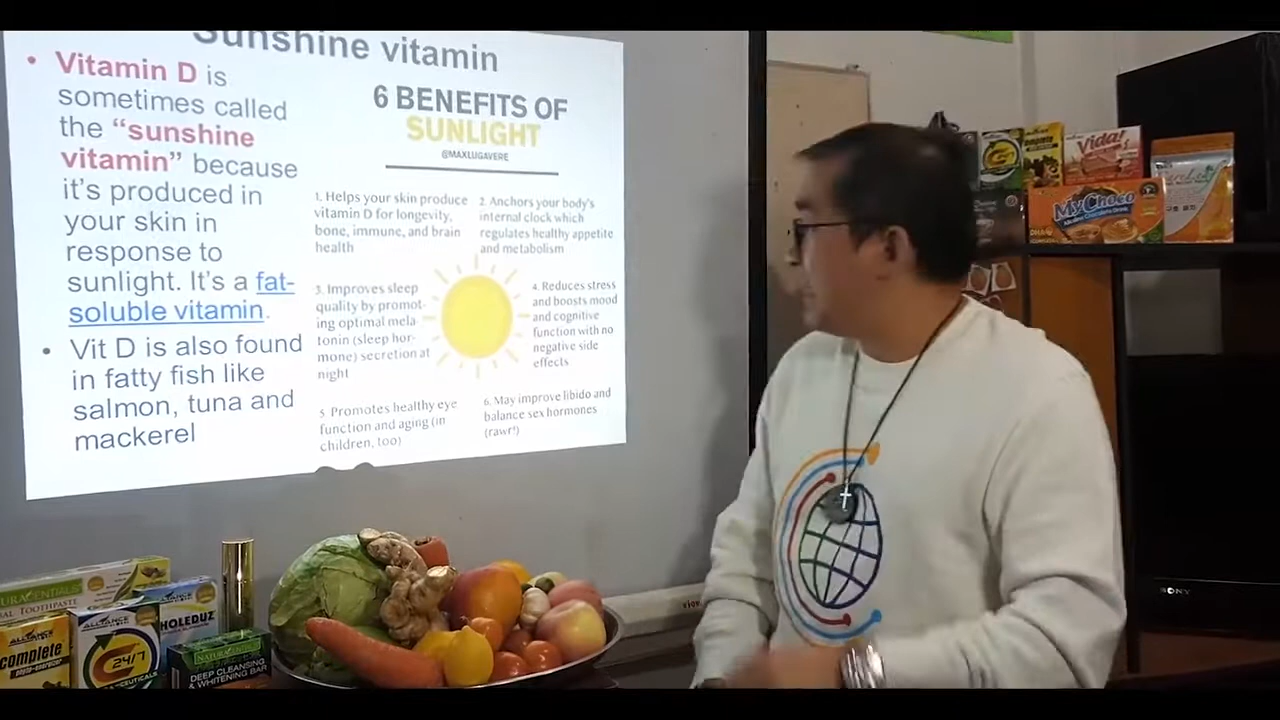 Sunshine vitamin
• Vitamin D is
sometimes called
the “sunshine
vitamin” because
it’s produced in
your skin in
response to
sunlight. It’s a fat-
soluble vitamin.
• Vit D is also found
in fatty fish like
salmon, tuna and
mackerel
6 BENEFITS OF
SUNLIGHT
@MAXLUGAVERE
1. Helps your skin produce
vitamin D for longevity,
bone, immune, and brain
health
2. Anchors your body's
internal clock which
regulates healthy appetite
and metabolism
3. Improves sleep
quality by promot-
ing optimal mela-
tonin (sleep hor-
mone) secretion at
night
4. Reduces stress
and boosts mood
and cognitive
function with no
negative side
effects
5. Promotes healthy eye
function and aging (in
children, too)
6. May improve libido and
balance sex hormones
(rawr!)
Vida!
MyChoco
SONY
ALLIANCE
complete
ALLIANCE
24/7
HOLEDUZ
DEEP CLEANSING
& WHITENING BAR